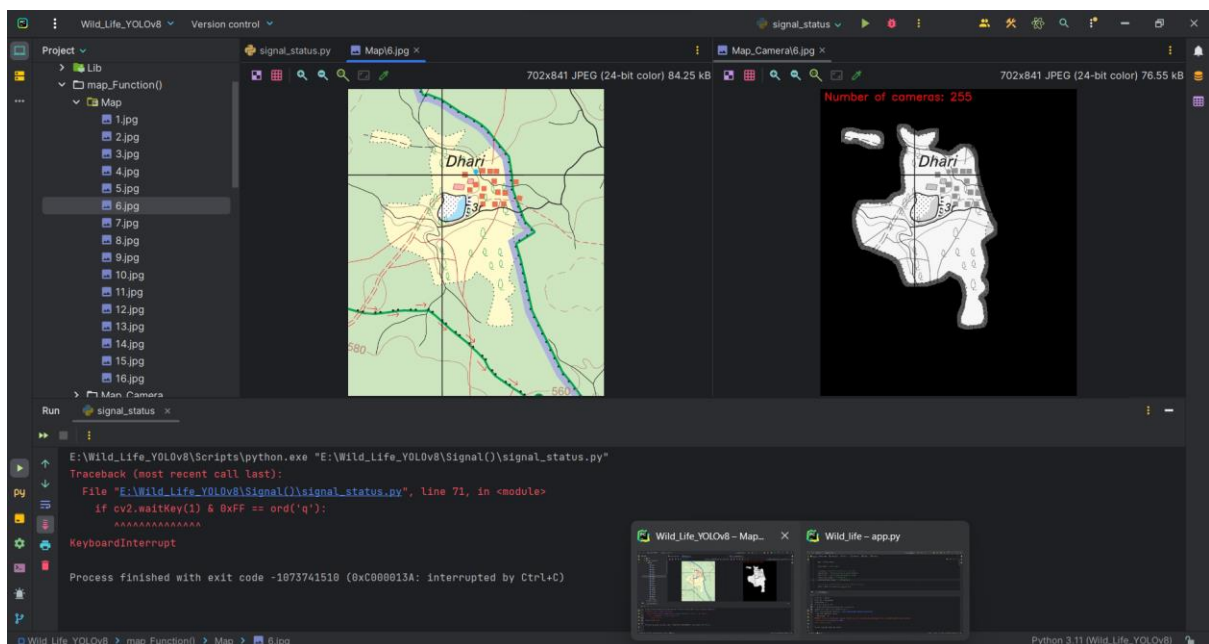 Wild_Life_YOLOv8 Version control signal_status
Project signal_status.py Map\6.jpg Map_Camera\6.jpg
Lib
map_Function()
Map
1.jpg
2.jpg
3.jpg
4.jpg
5.jpg
6.jpg
7.jpg
8.jpg
9.jpg
10.jpg
11.jpg
12.jpg
13.jpg
14.jpg
15.jpg
16.jpg
Map_Camera
702x841 JPEG (24-bit color) 84.25 kB
Dhari
580
560
702x841 JPEG (24-bit color) 76.55 kB
Number of cameras: 255
Dhari
Run signal_status
E:\Wild_Life_YOLOv8\Scripts\python.exe "E:\Wild_Life_YOLOv8\Signal()\signal_status.py"
Traceback (most recent call last):
File "E:\Wild_Life_YOLOv8\Signal()\signal_status.py", line 71, in <module>
if cv2.waitKey(1) & 0xFF == ord('q'):
^^^^^^^^^^^^^^
KeyboardInterrupt
Process finished with exit code -1073741510 (0xC000013A: interrupted by Ctrl+C)
Wild_Life_YOLOv8 – Map... Wild_life – app.py
Wild_Life_YOLOv8 > map_Function() > Map > 6.jpg Python 3.11 (Wild_Life_YOLOv8)